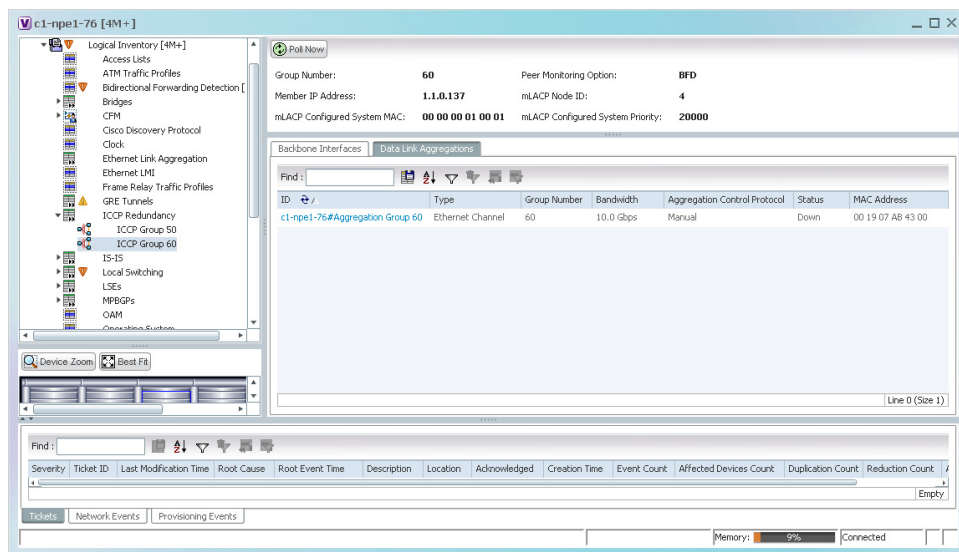 c1-npe1-76 [4M+]
Logical Inventory [4M+]
Access Lists
ATM Traffic Profiles
Bidirectional Forwarding Detection [
Bridges
CFM
Cisco Discovery Protocol
Clock
Ethernet Link Aggregation
Ethernet LMI
Frame Relay Traffic Profiles
GRE Tunnels
ICCP Redundancy
ICCP Group 50
ICCP Group 60
IS-IS
Local Switching
LSEs
MPBGPs
OAM
Operating System
Device Zoom Best Fit
Poll Now
Group Number: 60 Peer Monitoring Option: BFD
Member IP Address: 1.1.0.137 mLACP Node ID: 4
mLACP Configured System MAC: 00 00 00 01 00 01 mLACP Configured System Priority: 20000
Backbone Interfaces Data Link Aggregations
Find :
ID Type Group Number Bandwidth Aggregation Control Protocol Status MAC Address
c1-npe1-76#Aggregation Group 60 Ethernet Channel 60 10.0 Gbps Manual Down 00 19 07 AB 43 00
Line 0 (Size 1)
Find :
Severity Ticket ID Last Modification Time Root Cause Root Event Time Description Location Acknowledged Creation Time Event Count Affected Devices Count Duplication Count Reduction Count A
Empty
Tickets Network Events Provisioning Events
Memory: 9% Connected